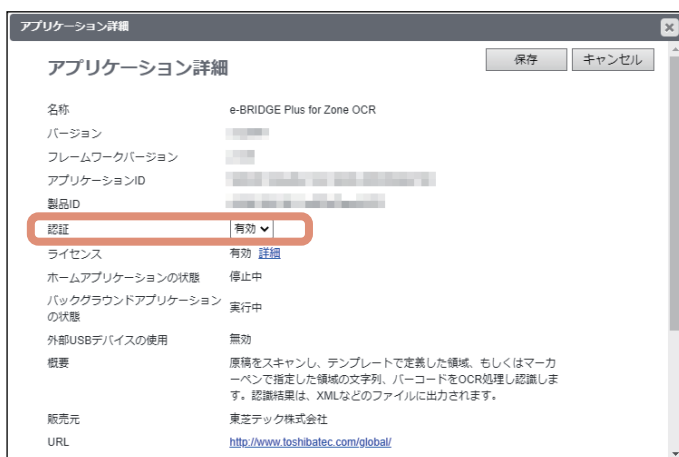 アプリケーション詳細
アプリケーション詳細
保存
キャンセル
名称 e-BRIDGE Plus for Zone OCR
バージョン
フレームワークバージョン
アプリケーションID
製品ID
認証 有効
ライセンス 有効 詳細
ホームアプリケーションの状態 停止中
バックグラウンドアプリケーション
の状態 実行中
外部USBデバイスの使用 無効
概要 原稿をスキャンし、テンプレートで定義した領域、もしくはマーカ
ーペンで指定した領域の文字列、バーコードをOCR処理し認識しま
す。認識結果は、XMLなどのファイルに出力されます。
販売元 東芝テック株式会社
URL http://www.toshibatec.com/global/